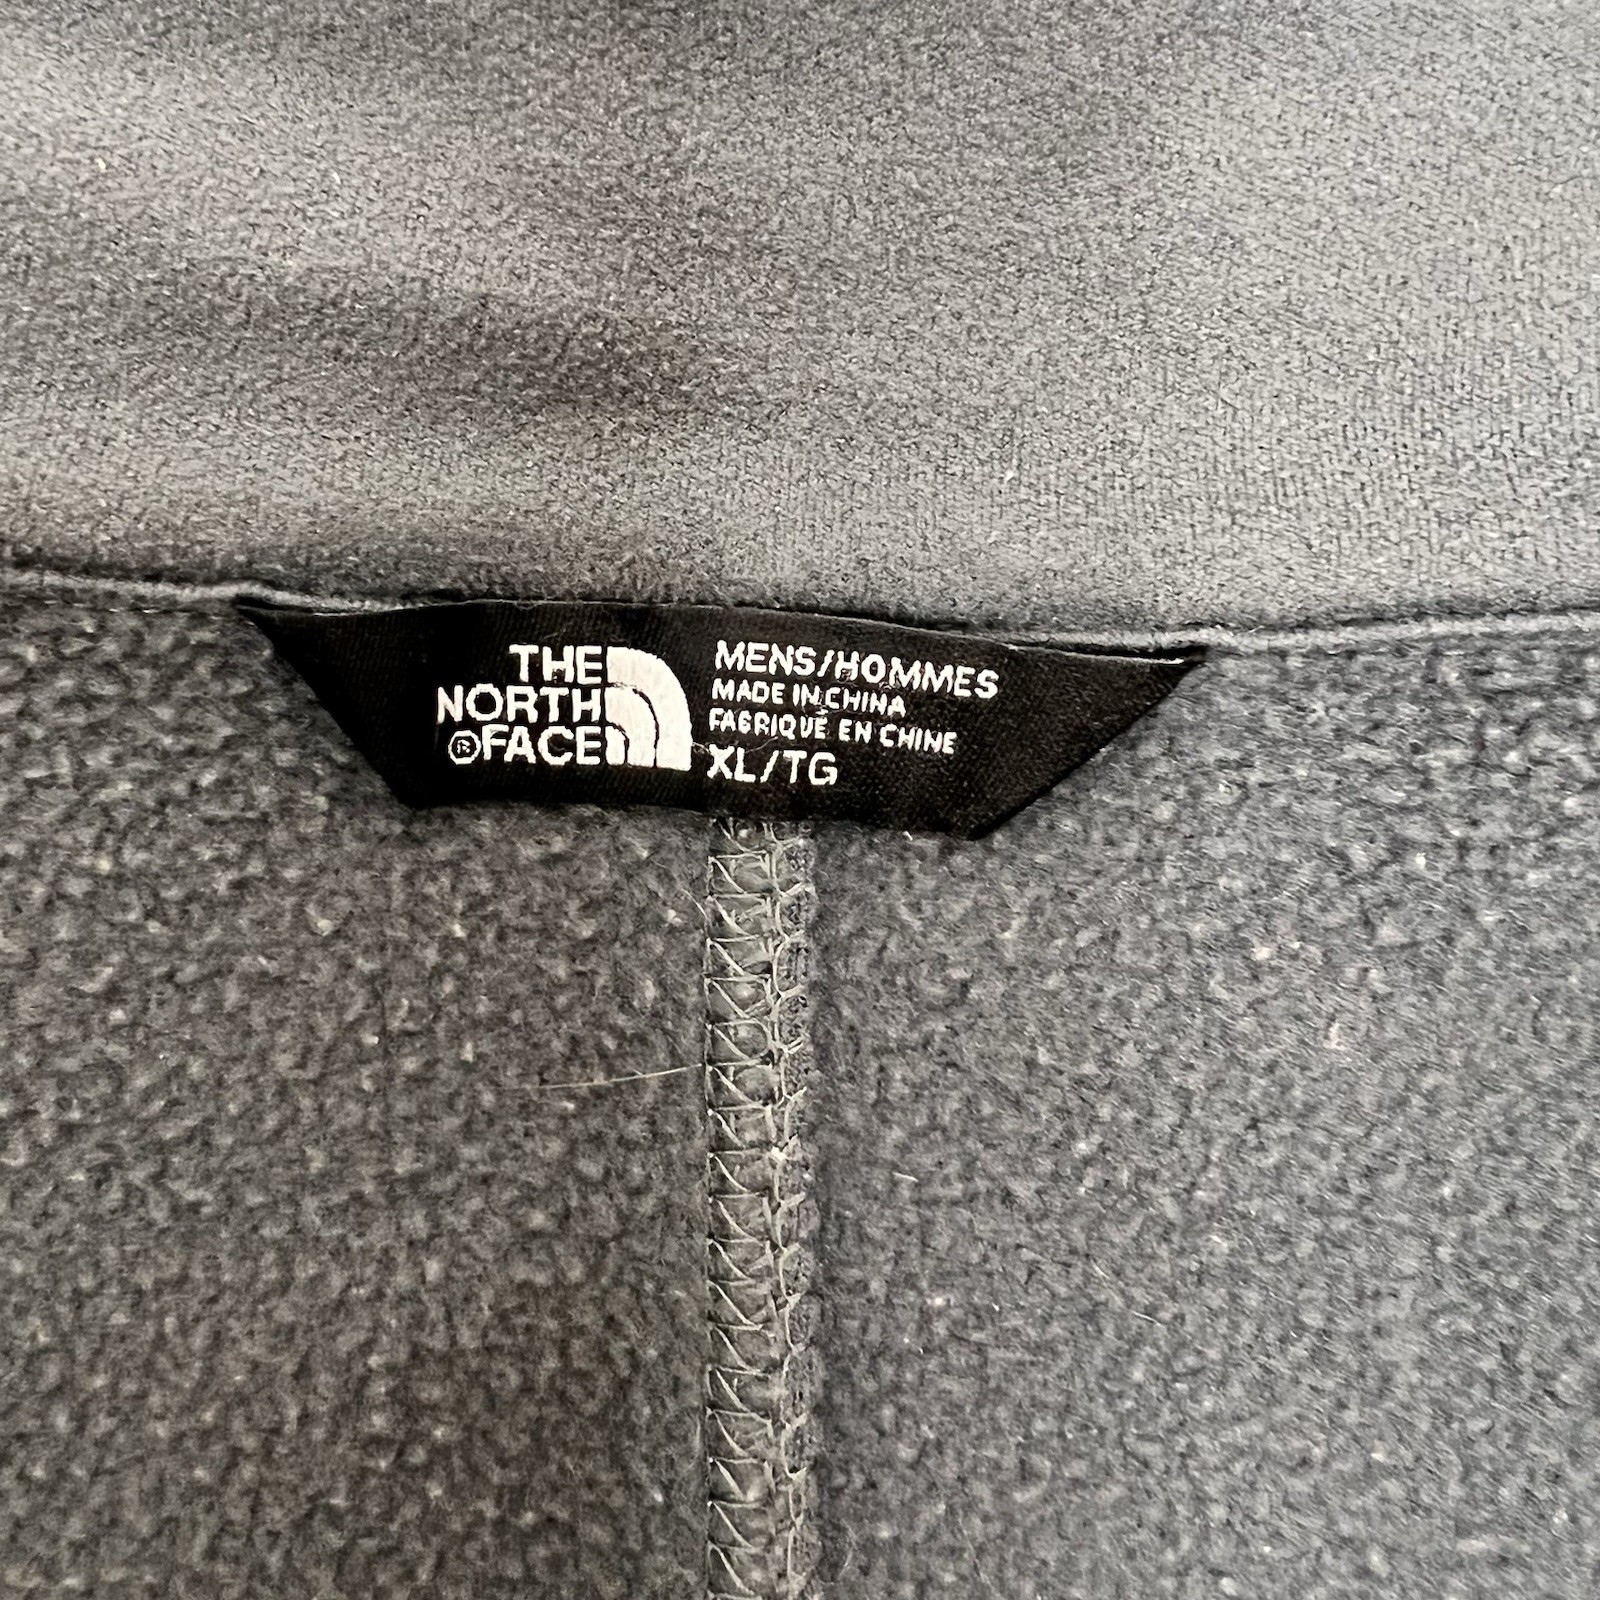 THE
NORTH
®FACE
MENS/HOMMES
MADE IN CHINA
FABRIQUÉ EN CHINE
XL/TG